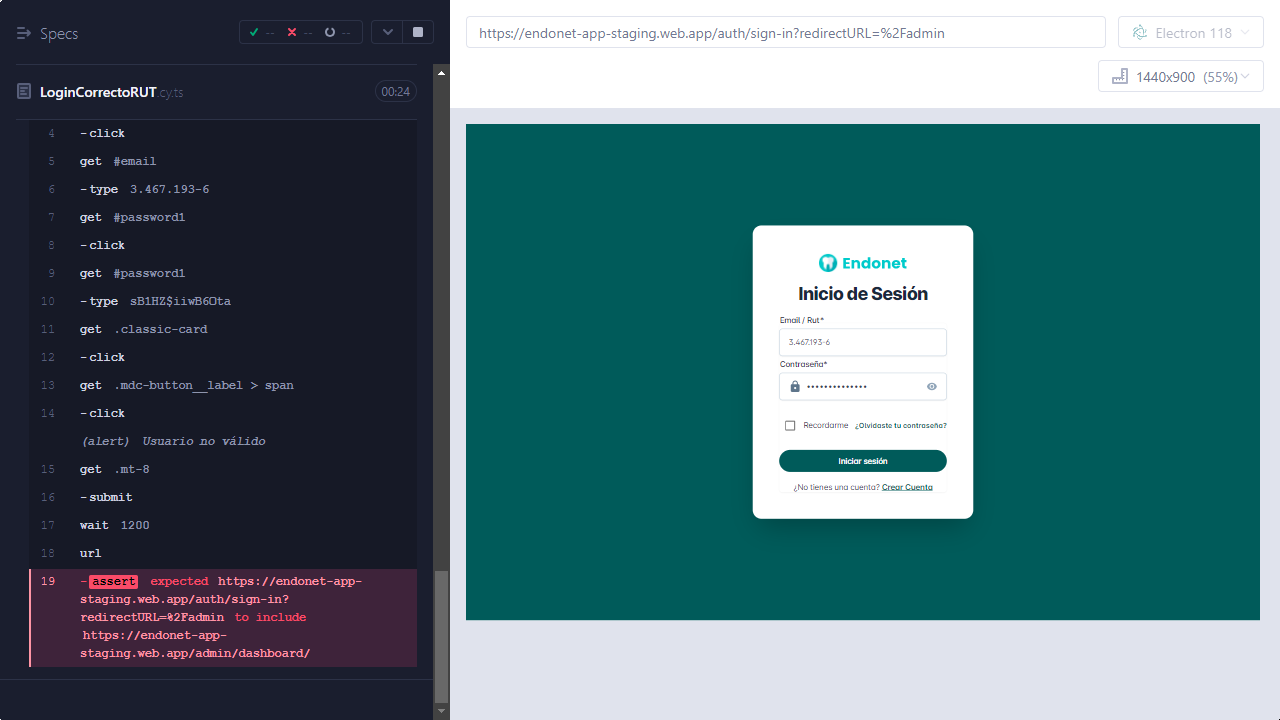 Specs
--
--
--
LoginCorrectoRUT.cy.ts
00:24
4 -click
5 get #email
6 -type 3.467.193-6
7 get #password1
8 -click
9 get #password1
10 -type sB1HZ$iiwB6Ota
11 get .classic-card
12 -click
13 get .mdc-button__label > span
14 -click
(alert) Usuario no válido
15 get .mt-8
16 -submit
17 wait 1200
18 url
19 -assert expected https://endonet-app-
staging.web.app/auth/sign-in?
redirectURL=%2Fadmin to include
https://endonet-app-
staging.web.app/admin/dashboard/
https://endonet-app-staging.web.app/auth/sign-in?redirectURL=%2Fadmin
Electron 118
1440x900 (55%)
Endonet
Inicio de Sesión
Email / Rut*
3.467.193-6
Contraseña*
••••••••••••••
Recordarme ¿Olvidaste tu contraseña?
Iniciar sesión
¿No tienes una cuenta? Crear Cuenta